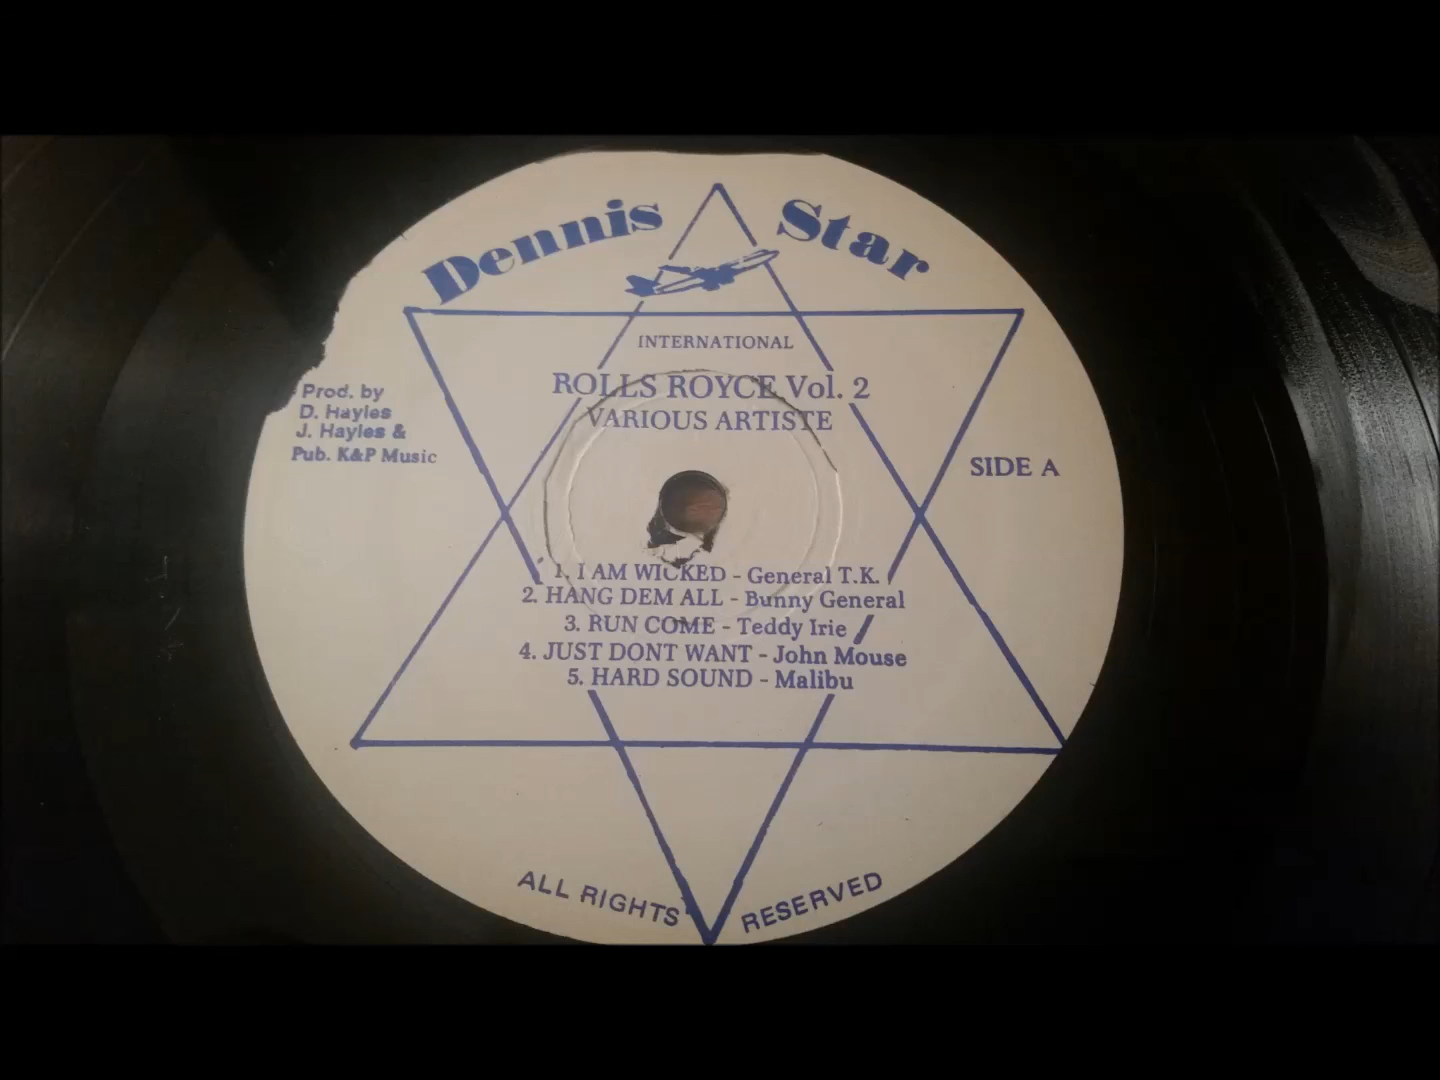 Dennis Star
INTERNATIONAL
ROLLS ROYCE Vol. 2
VARIOUS ARTISTE
Prod. by
D. Hayles
J. Hayles &
Pub. K&P Music
SIDE A
1. I AM WICKED - General T.K.
2. HANG DEM ALL - Bunny General
3. RUN COME - Teddy Irie
4. JUST DONT WANT - John Mouse
5. HARD SOUND - Malibu
ALL RIGHTS RESERVED